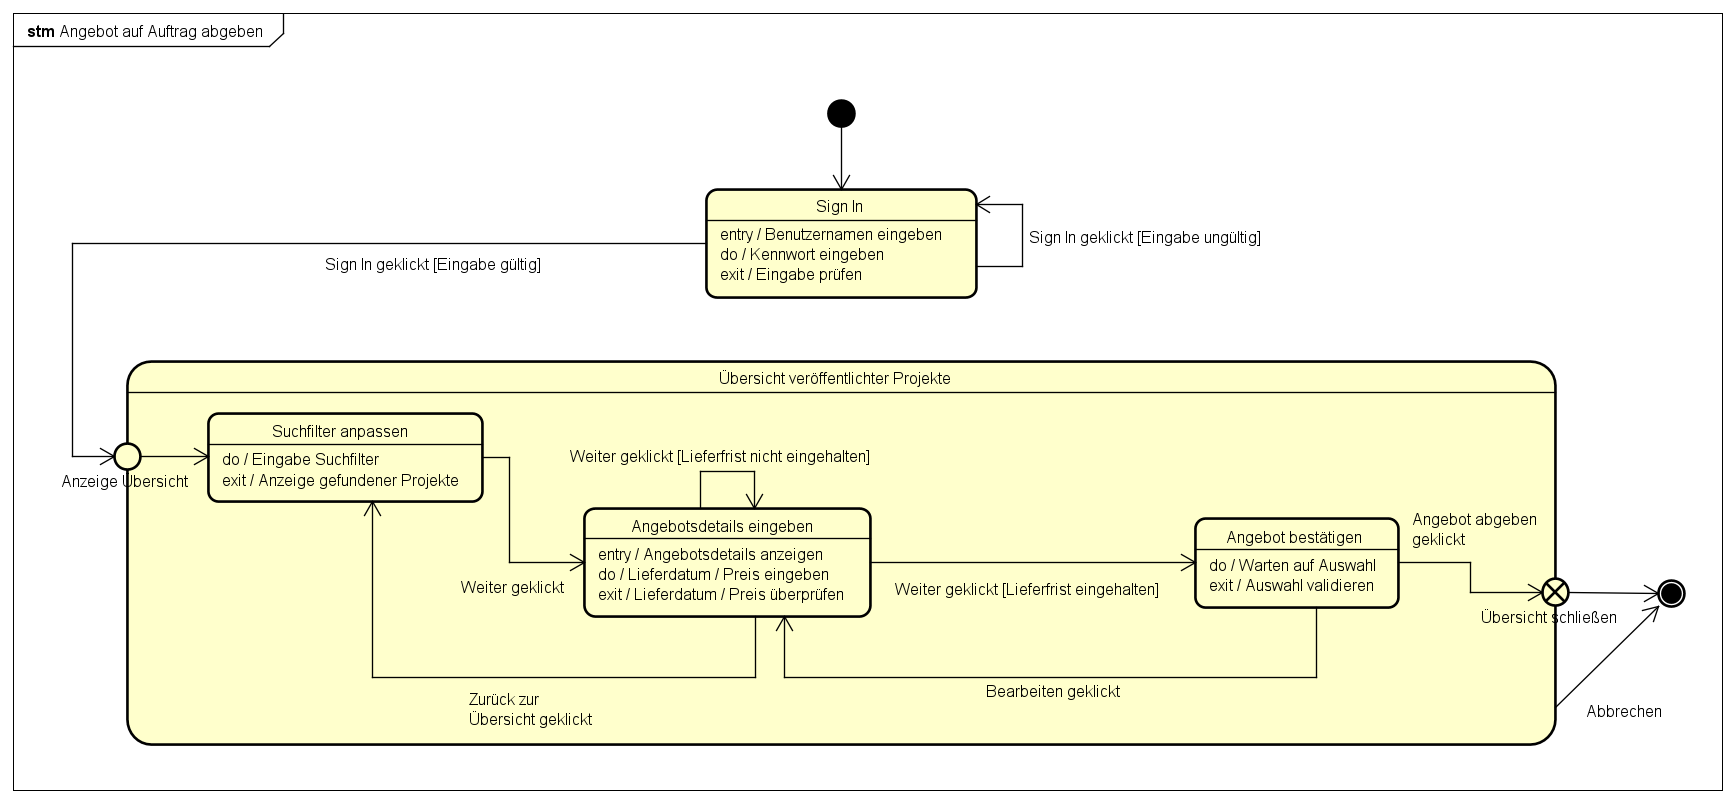 stm Angebot auf Auftrag abgeben
Sign In
entry / Benutzernamen eingeben
do / Kennwort eingeben
exit / Eingabe prüfen
Sign In geklickt [Eingabe ungültig]
Sign In geklickt [Eingabe gültig]
Übersicht veröffentlichter Projekte
Anzeige Übersicht
Suchfilter anpassen
do / Eingabe Suchfilter
exit / Anzeige gefundener Projekte
Weiter geklickt
Weiter geklickt [Lieferfrist nicht eingehalten]
Angebotsdetails eingeben
entry / Angebotsdetails anzeigen
do / Lieferdatum / Preis eingeben
exit / Lieferdatum / Preis überprüfen
Weiter geklickt [Lieferfrist eingehalten]
Angebot bestätigen
do / Warten auf Auswahl
exit / Auswahl validieren
Angebot abgeben
geklickt
Übersicht schließen
Zurück zur
Übersicht geklickt
Bearbeiten geklickt
Abbrechen